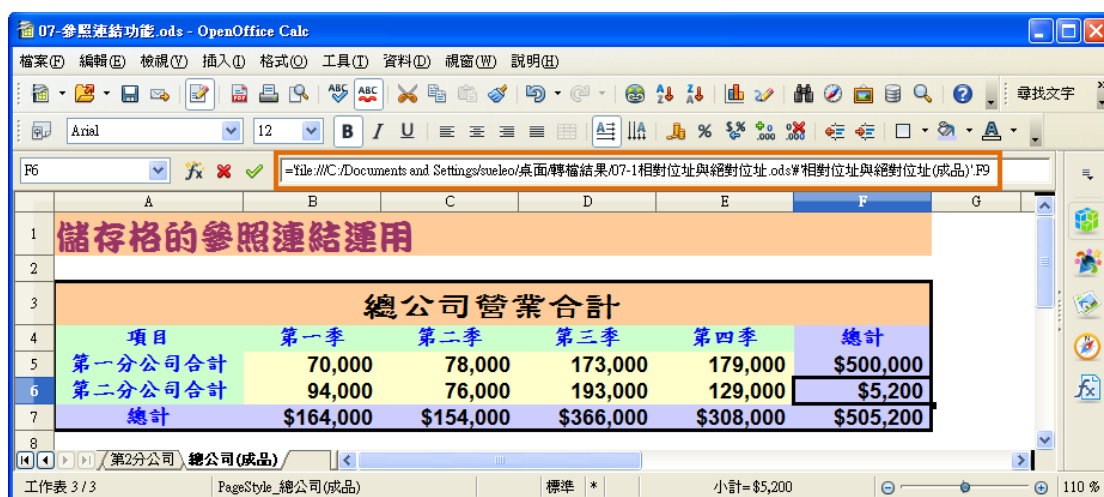 07-參照連結功能.ods - OpenOffice Calc
檔案(F) 編輯(E) 檢視(V) 插入(I) 格式(O) 工具(T) 資料(D) 視窗(W) 說明(H)
尋找文字
Arial 12 B I U
F6 ='file:///C:/Documents and Settings/sueleo/桌面/轉檔結果/07-1相對位址與絕對位址.ods'#'相對位址與絕對位址(成品)'.F9
A B C D E F G
1 儲存格的參照連結運用
2
3 總公司營業合計
4 項目 第一季 第二季 第三季 第四季 總計
5 第一分公司合計 70,000 78,000 173,000 179,000 $500,000
6 第二分公司合計 94,000 76,000 193,000 129,000 $5,200
7 總計 $164,000 $154,000 $366,000 $308,000 $505,200
8
第2分公司 總公司(成品)
工作表 3 / 3 PageStyle_總公司(成品) 標準 * 小計=$5,200 110 %